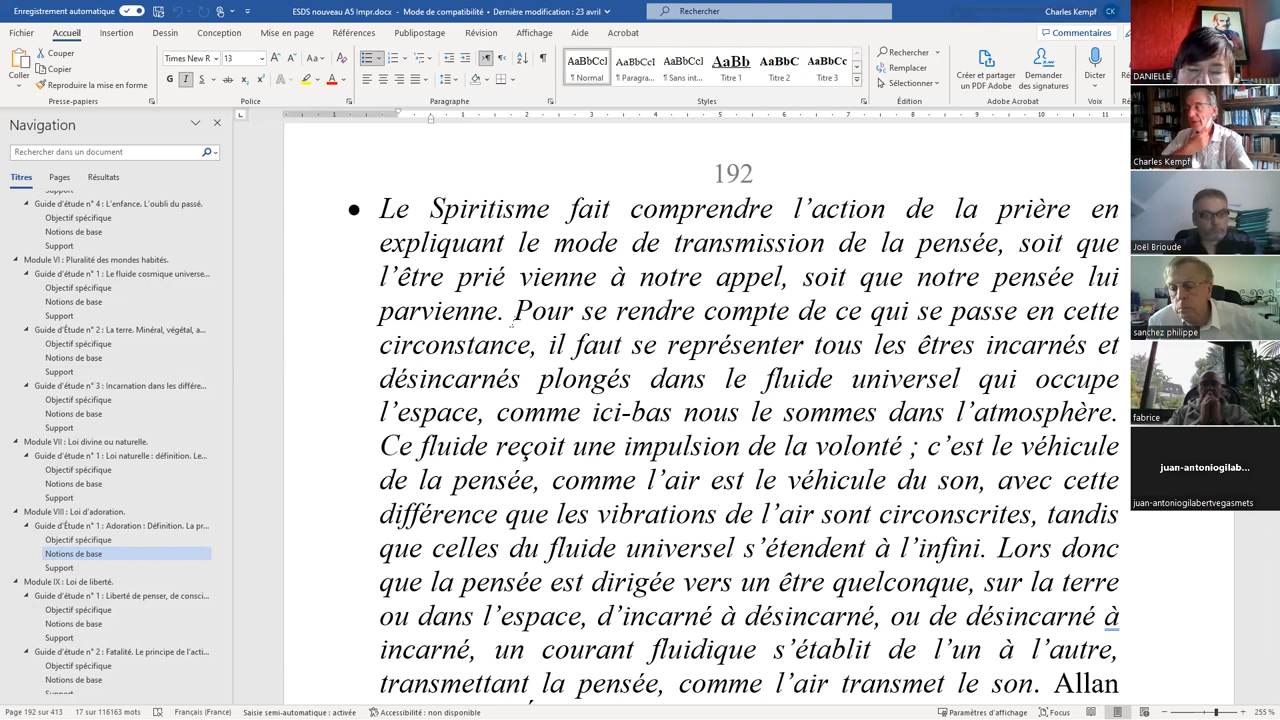 Enregistrement automatique
ESDS nouveau A5 Impr.docx - Mode de compatibilité • Dernière modification : 23 avril
Rechercher
Charles Kempf
CK
Fichier Accueil Insertion Dessin Conception Mise en page Références Publipostage Révision Affichage Aide Acrobat
Commentaires
Coller
Couper
Copier
Reproduire la mise en forme
Presse-papiers
Times New R
13
G I S
Police
Paragraphe
AaBbCcl AaBbCcL AaBbCcl AaBb AaBbC AaBbCc
¶ Normal ¶ Paragra... ¶ Sans int... Titre 1 Titre 2 Titre 3
Styles
Rechercher
Remplacer
Sélectionner
Édition
Créer et partager un PDF Adobe
Demander des signatures
Adobe Acrobat
Dicter
Voix
Navigation
Rechercher dans un document
Titres Pages Résultats
Support
Guide d'étude n° 4 : L'enfance. L'oubli du passé.
Objectif spécifique
Notions de base
Support
Module VI : Pluralité des mondes habités.
Guide d'étude n° 1 : Le fluide cosmique universe...
Objectif spécifique
Notions de base
Support
Guide d'Étude n° 2 : La terre. Minéral, végétal, a...
Objectif spécifique
Notions de base
Support
Guide d'étude n° 3 : Incarnation dans les différe...
Objectif spécifique
Notions de base
Support
Module VII : Loi divine ou naturelle.
Guide d'étude n° 1 : Loi naturelle : définition. Le...
Objectif spécifique
Notions de base
Support
Module VIII : Loi d'adoration.
Guide d'Étude n° 1 : Adoration : Définition. La pr...
Objectif spécifique
Notions de base
Support
Module IX : Loi de liberté.
Guide d'étude n° 1 : Liberté de penser, de consci...
Objectif spécifique
Notions de base
Support
Guide d'étude n° 2 : Fatalité. Le principe de l'acti...
Objectif spécifique
Notions de base
Support
192
● Le Spiritisme fait comprendre l'action de la prière en
expliquant le mode de transmission de la pensée, soit que
l'être prié vienne à notre appel, soit que notre pensée lui
parvienne. Pour se rendre compte de ce qui se passe en cette
circonstance, il faut se représenter tous les êtres incarnés et
désincarnés plongés dans le fluide universel qui occupe
l'espace, comme ici-bas nous le sommes dans l'atmosphère.
Ce fluide reçoit une impulsion de la volonté ; c'est le véhicule
de la pensée, comme l'air est le véhicule du son, avec cette
différence que les vibrations de l'air sont circonscrites, tandis
que celles du fluide universel s'étendent à l'infini. Lors donc
que la pensée est dirigée vers un être quelconque, sur la terre
ou dans l'espace, d'incarné à désincarné, ou de désincarné à
incarné, un courant fluidique s'établit de l'un à l'autre,
transmettant la pensée, comme l'air transmet le son. Allan
DANIELLE
Charles Kempf
Joël Brioude
sanchez philippe
fabrice
juan-antoniogilab...
juan-antoniogilabertvegasmets
Page 192 sur 413
17 sur 116163 mots
Français (France)
Saisie semi-automatique : activée
Accessibilité : non disponible
Paramètres d'affichage
Focus
255 %